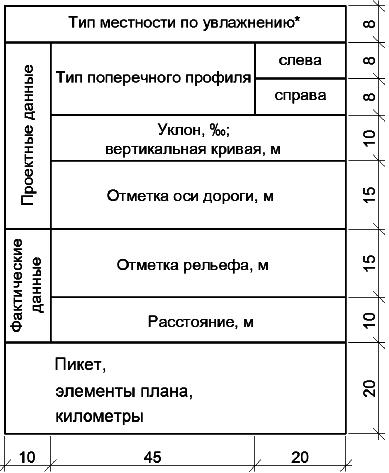 Тип местности по увлажнению*
8
Проектные данные
Тип поперечного профиля
слева
8
справа
8
Уклон, ‰;
вертикальная кривая, м
10
Отметка оси дороги, м
15
Фактические
данные
Отметка рельефа, м
15
Расстояние, м
10
Пикет,
элементы плана,
километры
20
10
45
20